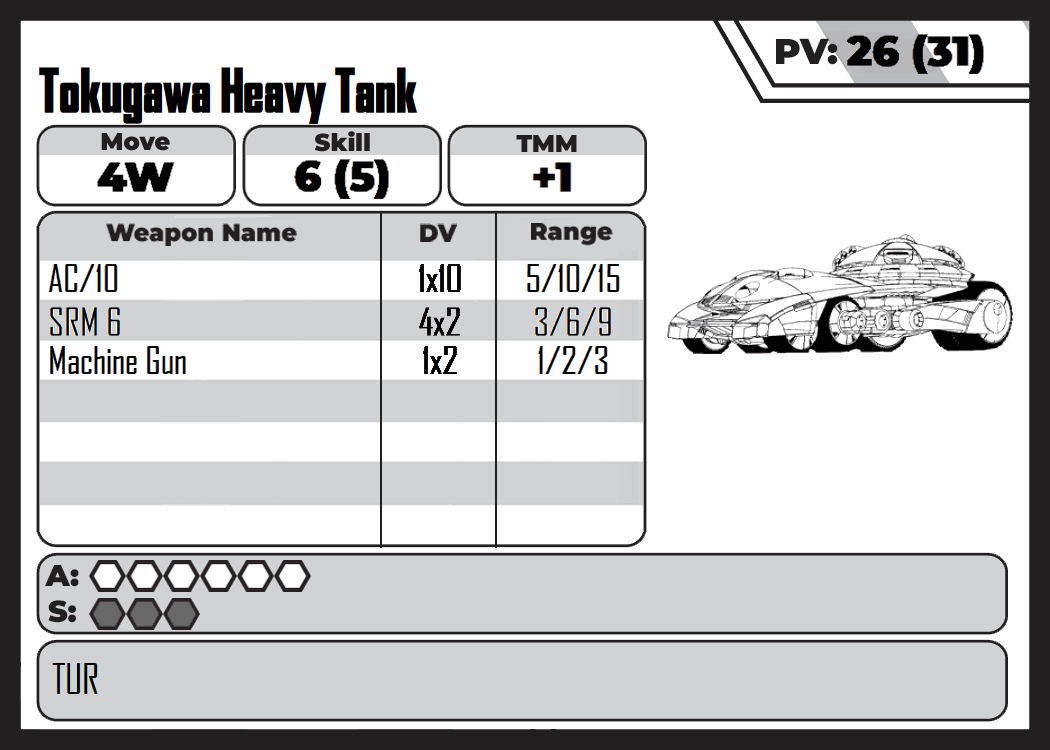 PV: 26 (31)
Tokugawa Heavy Tank
Move Skill TMM
4W 6 (5) +1
Weapon Name DV Range
AC/10 1x10 5/10/15
SRM 6 4x2 3/6/9
Machine Gun 1x2 1/2/3
A:
S:
TUR